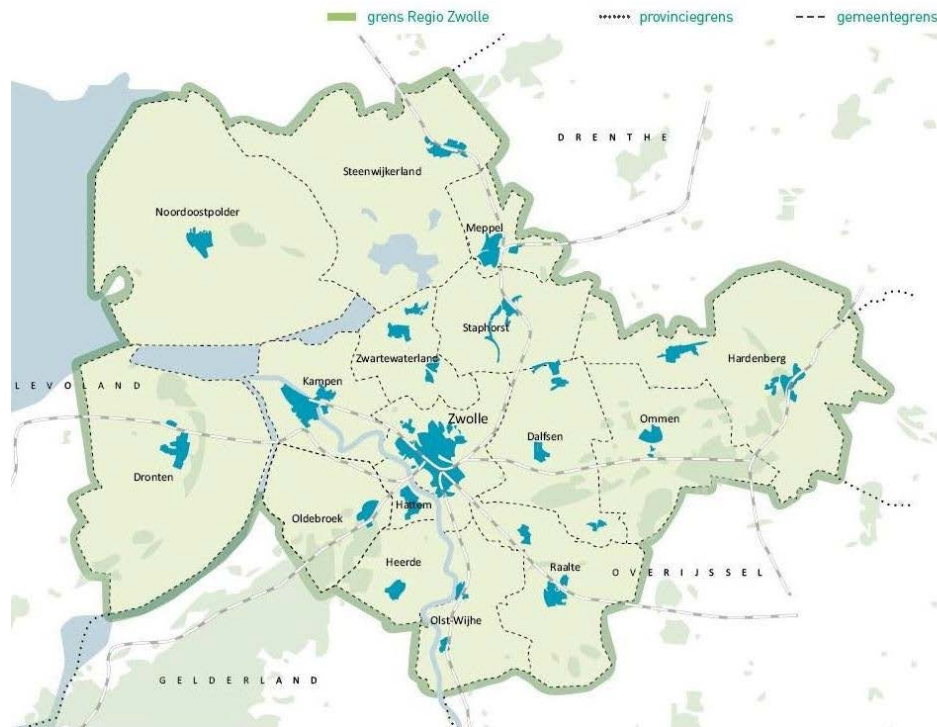 grens Regio Zwolle
provinciegrens
gemeentegrens
DRENTHE
Steenwijkerland
Noordoostpolder
Meppel
Staphorst
Zwartewaterland
Hardenberg
LEVOLAND
Kampen
Zwolle
Ommen
Dalfsen
Dronten
Hattem
Oldebroek
Heerde
Raalte
OVERIJSSEL
Olst-Wijhe
GELDERLAND